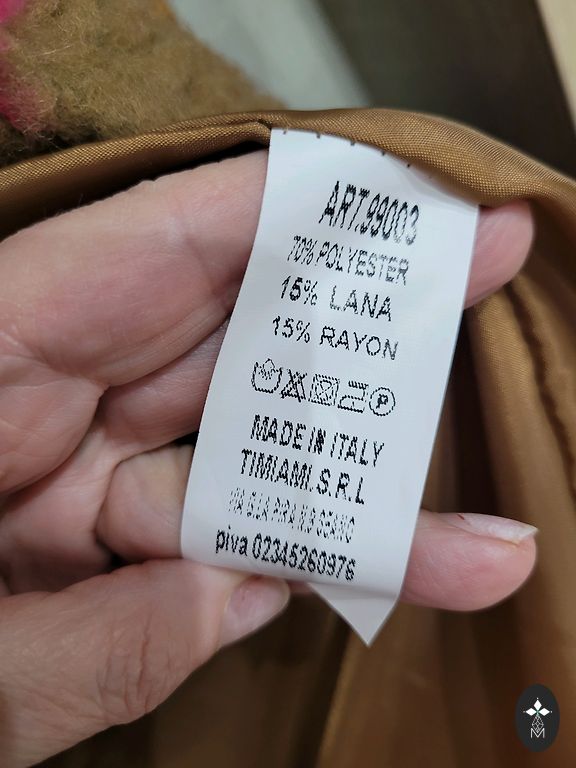 ART.99003
70% POLYESTER
15% LANA
15% RAYON
P
MADE IN ITALY
TIMIAMI.S.R.L
piva 02345260976
M